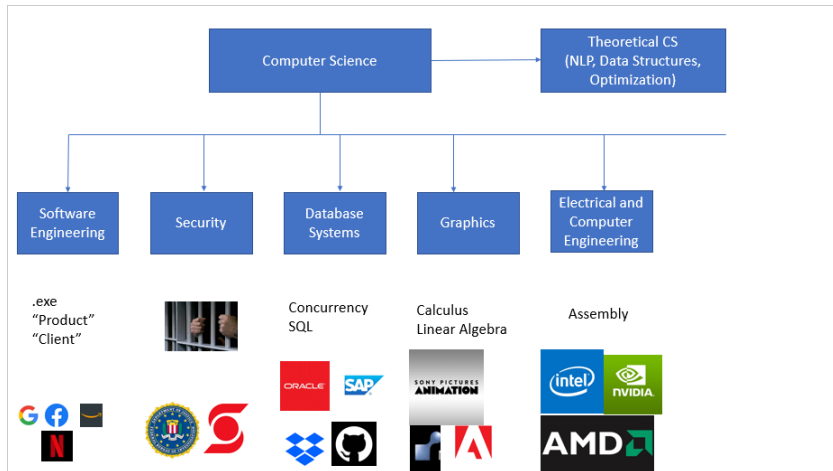 Computer Science
Theoretical CS
(NLP, Data Structures,
Optimization)
Software
Engineering
Security
Database
Systems
Graphics
Electrical and
Computer
Engineering
.exe
“Product”
“Client”
Concurrency
SQL
Calculus
Linear Algebra
Assembly
ORACLE
SAP
SONY PICTURES
ANIMATION
intel
NVIDIA
AMD